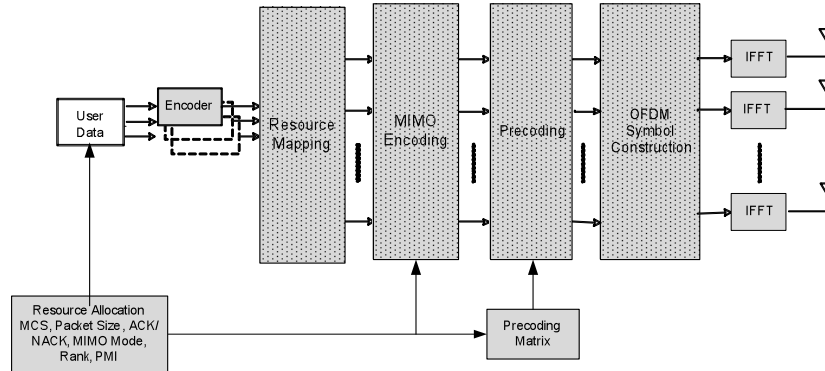 User
Data
Encoder
Resource
Mapping
MIMO
Encoding
Precoding
OFDM
Symbol
Construction
IFFT
IFFT
IFFT
Resource Allocation
MCS, Packet Size, ACK/
NACK, MIMO Mode,
Rank, PMI
Precoding
Matrix